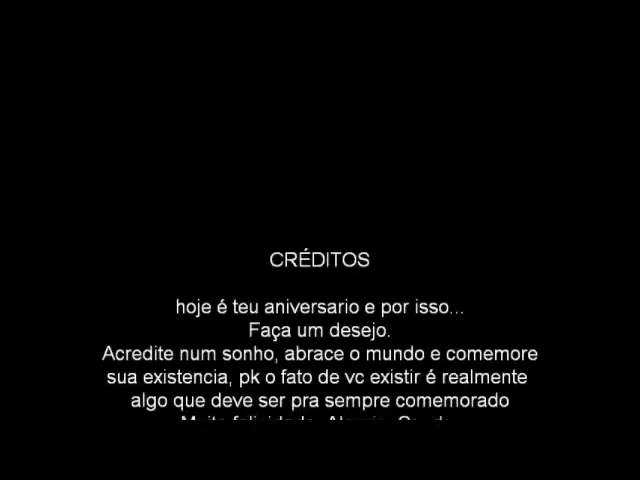 CRÉDITOS
hoje é teu aniversario e por isso...
Faça um desejo.
Acredite num sonho, abrace o mundo e comemore
sua existencia, pk o fato de vc existir é realmente
algo que deve ser pra sempre comemorado